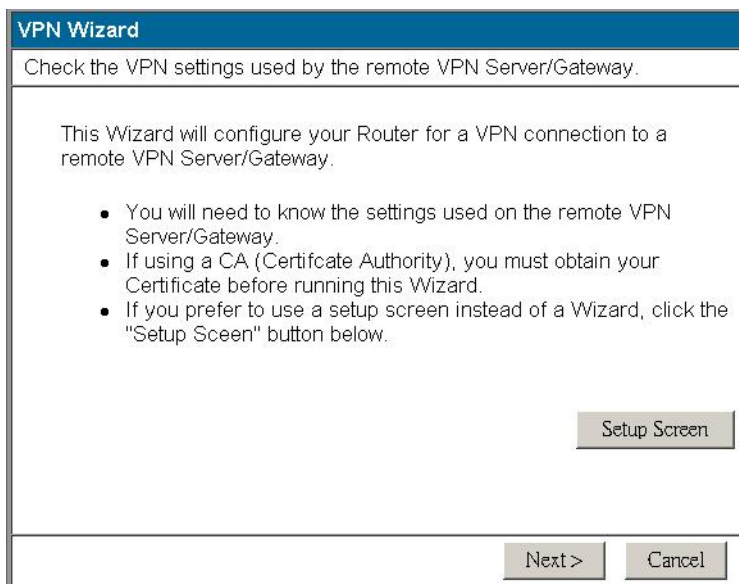 VPN Wizard
Check the VPN settings used by the remote VPN Server/Gateway.
This Wizard will configure your Router for a VPN connection to a
remote VPN Server/Gateway.
• You will need to know the settings used on the remote VPN
Server/Gateway.
• If using a CA (Certifcate Authority), you must obtain your
Certificate before running this Wizard.
• If you prefer to use a setup screen instead of a Wizard, click the
"Setup Sceen" button below.
Setup Screen
Next >
Cancel